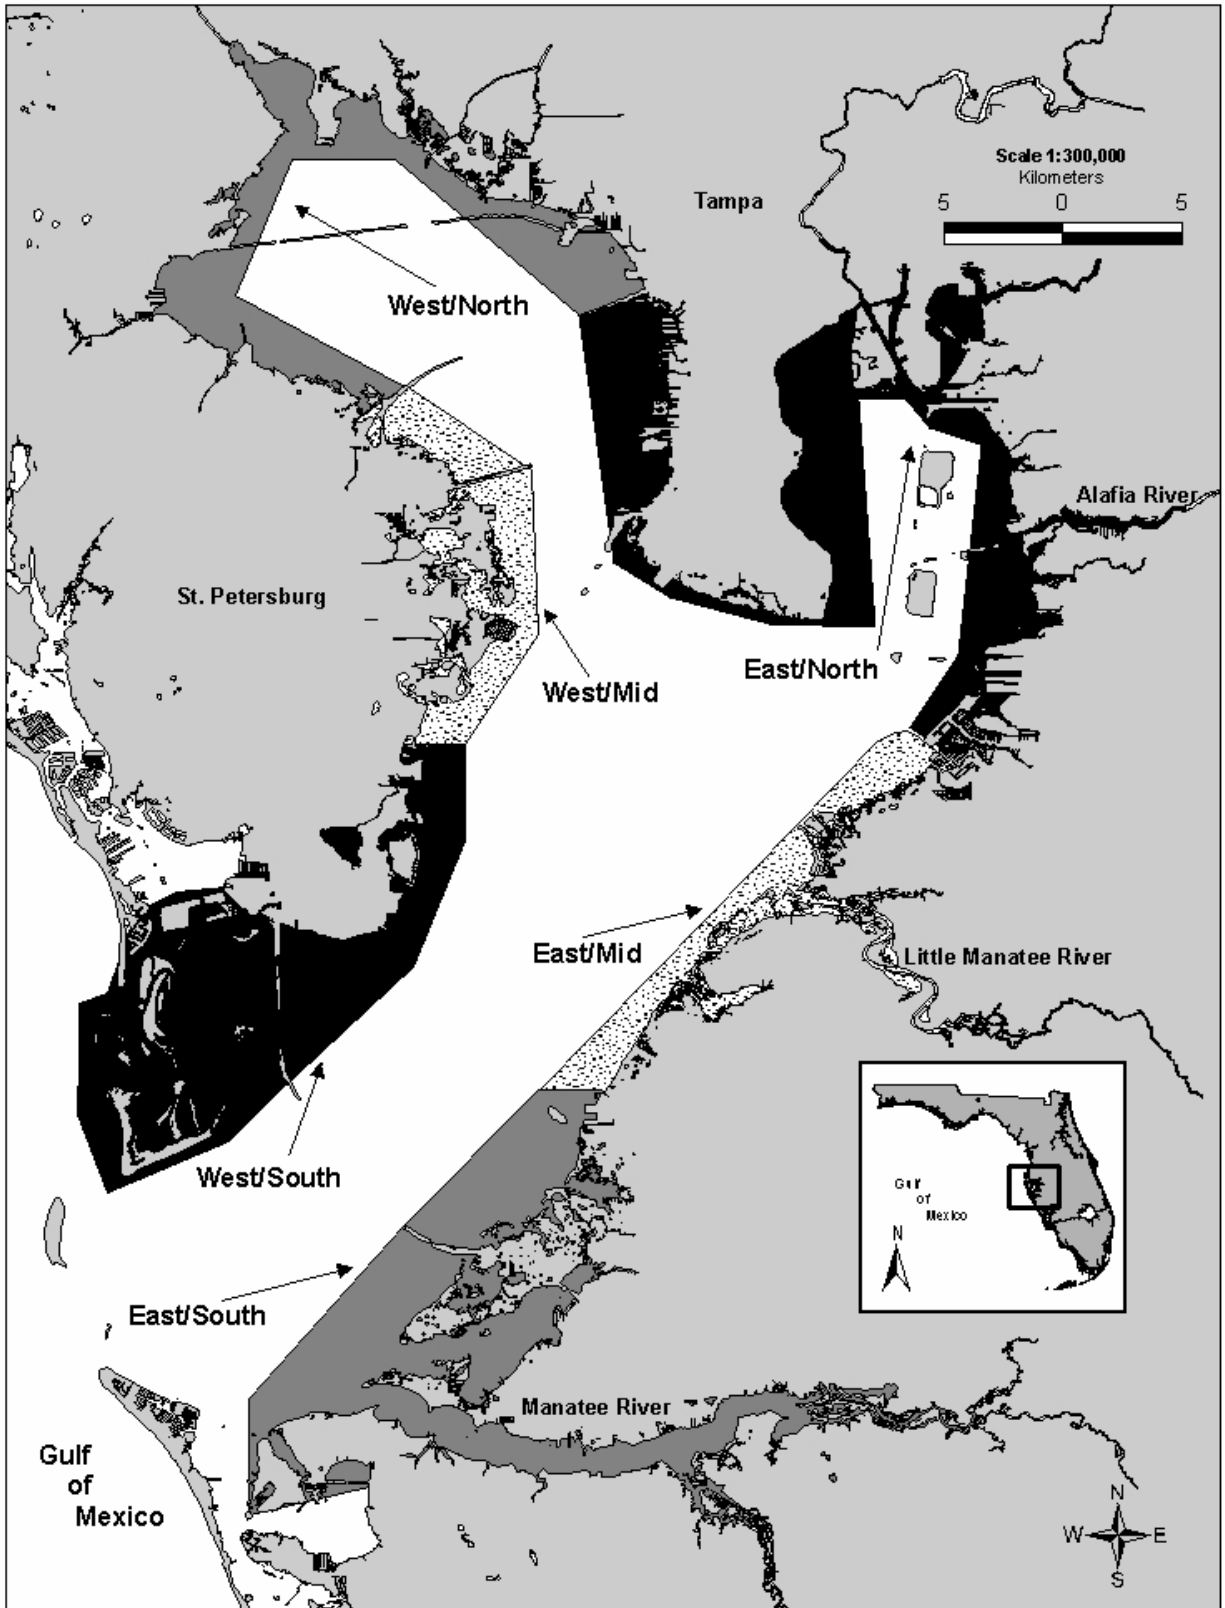 Scale 1:300,000
Kilometers
5 0 5
Tampa
West/North
Alafia River
St. Petersburg
East/North
West/Mid
East/Mid
Little Manatee River
West/South
Gulf
of
Mexico
N
East/South
Manatee River
Gulf
of
Mexico
N
W E
S